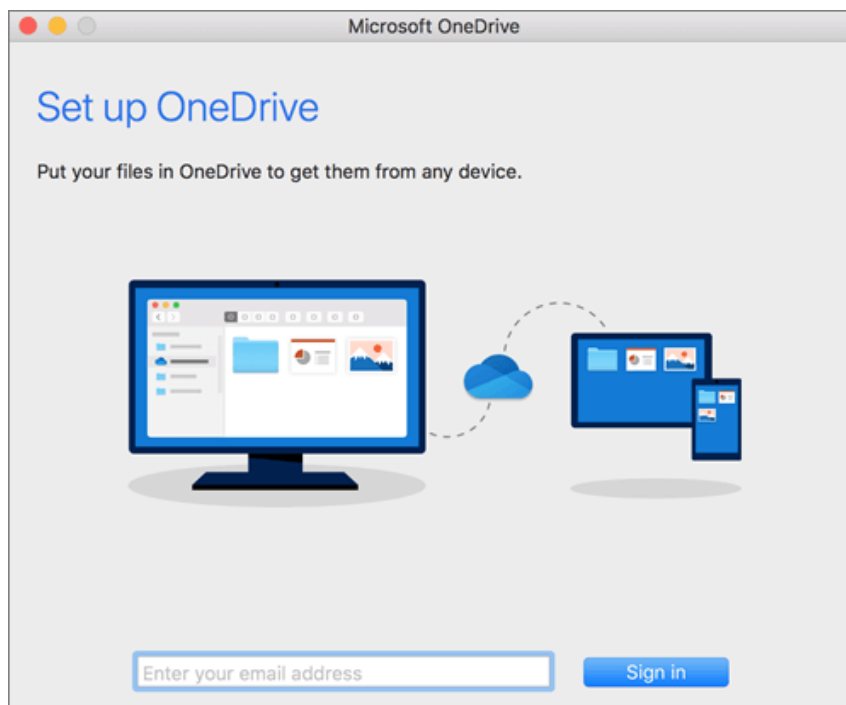 Microsoft OneDrive
Set up OneDrive
Put your files in OneDrive to get them from any device.
Enter your email address
Sign in